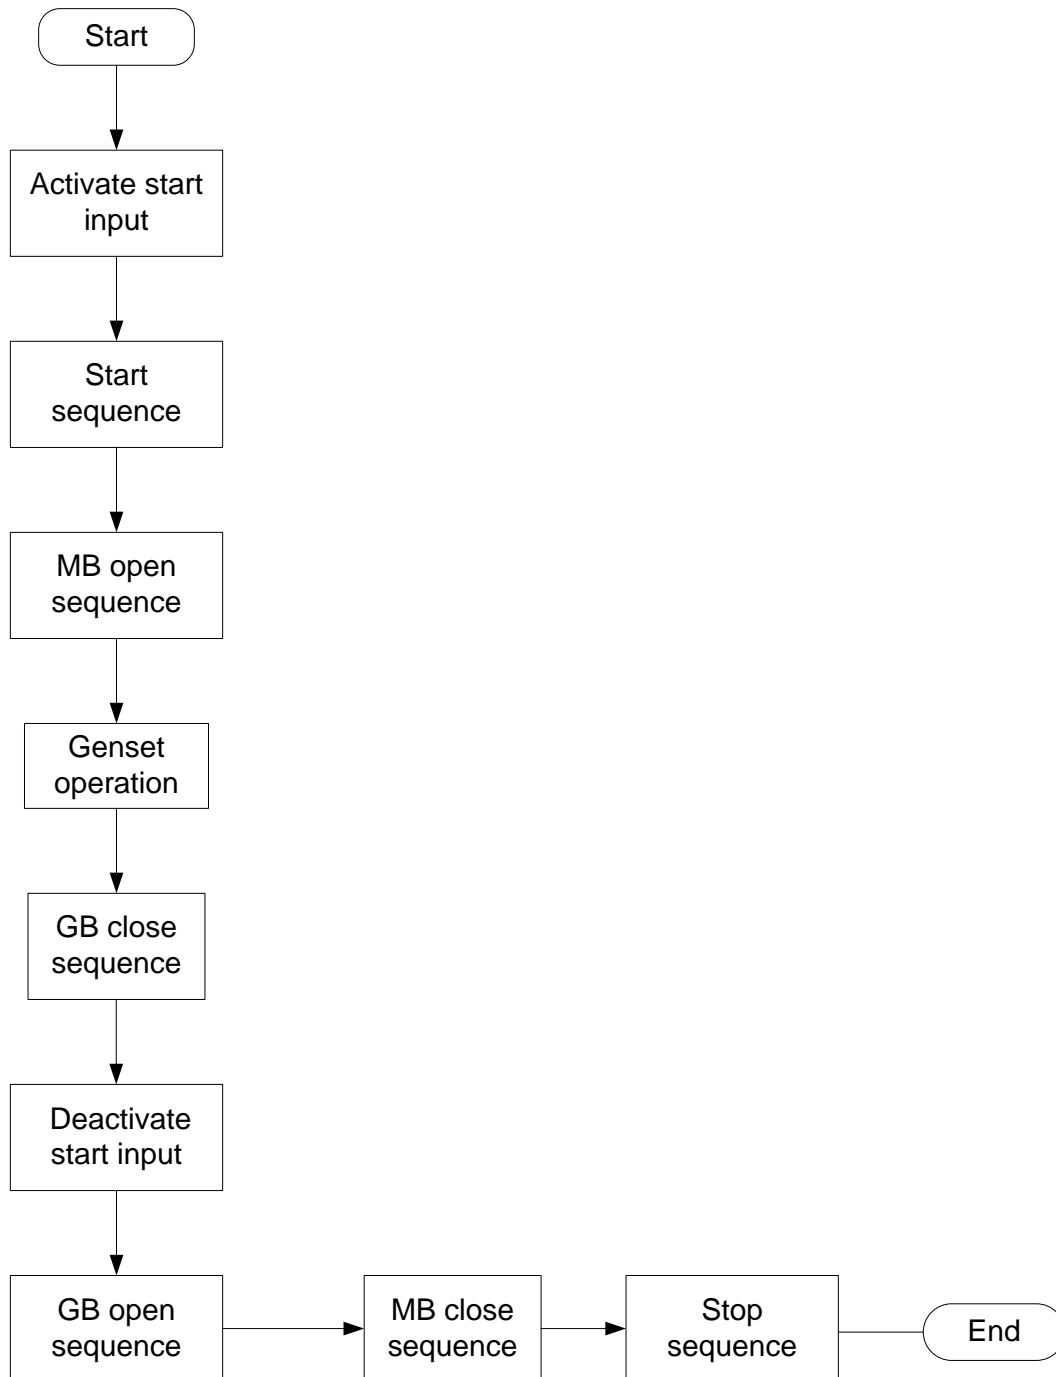 Start
Activate start
input
Start
sequence
MB open
sequence
Genset
operation
GB close
sequence
Deactivate
start input
GB open
sequence
MB close
sequence
Stop
sequence
End